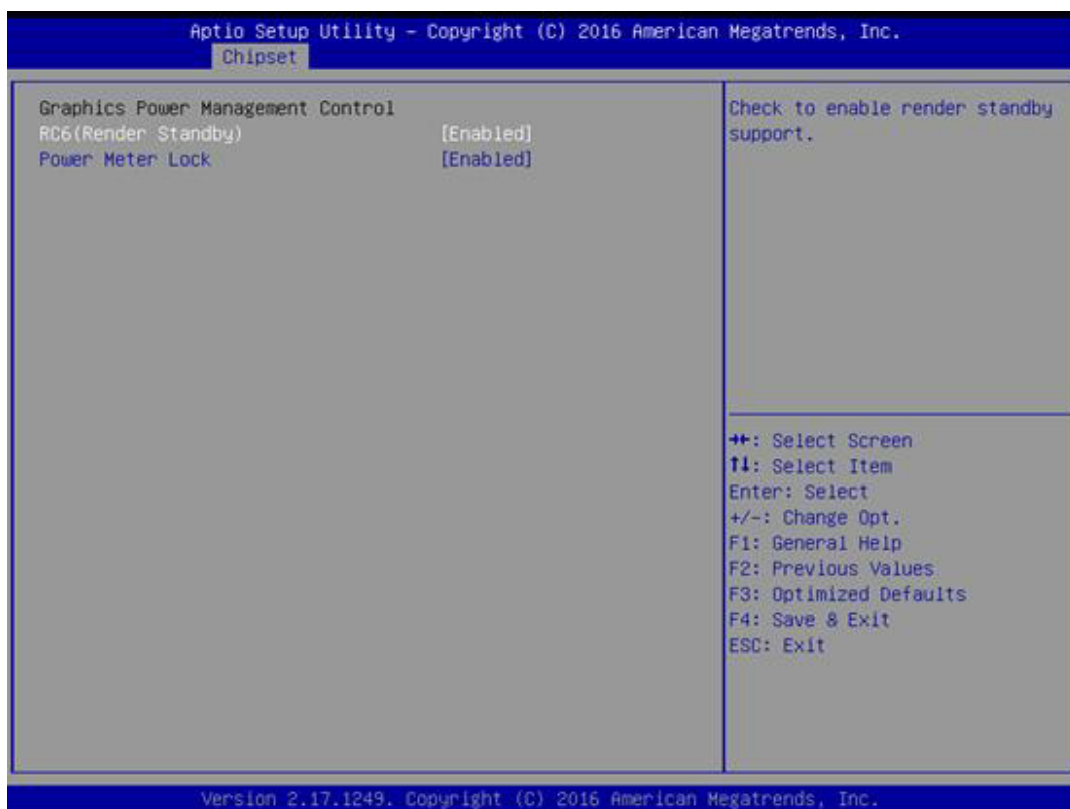 Aptio Setup Utility – Copyright (C) 2016 American Megatrends, Inc.
Chipset
Graphics Power Management Control
RC6(Render Standby) [Enabled]
Power Meter Lock [Enabled]
Check to enable render standby
support.
→←: Select Screen
↑↓: Select Item
Enter: Select
+/-: Change Opt.
F1: General Help
F2: Previous Values
F3: Optimized Defaults
F4: Save & Exit
ESC: Exit
Version 2.17.1249. Copyright (C) 2016 American Megatrends, Inc.